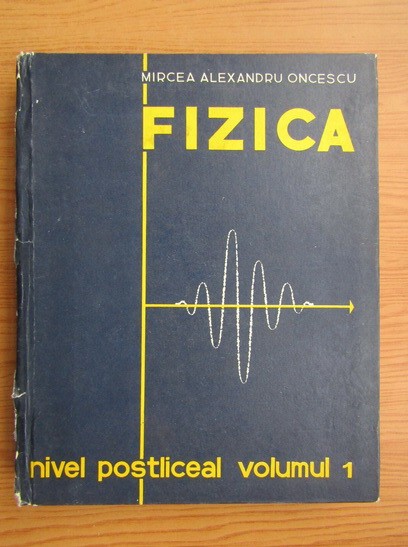 MIRCEA ALEXANDRU ONCESCU
FIZICA
nivel postliceal volumul 1